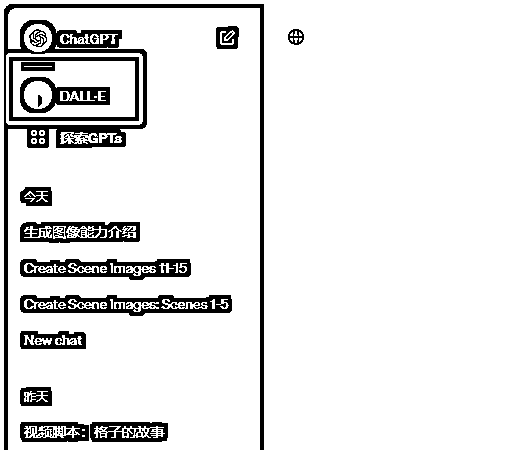 ChatGPT
DALL·E
探索GPTs
今天
生成图像能力介绍
Create Scene Images 11-15
Create Scene Images: Scenes 1-5
New chat
昨天
视频脚本：格子的故事